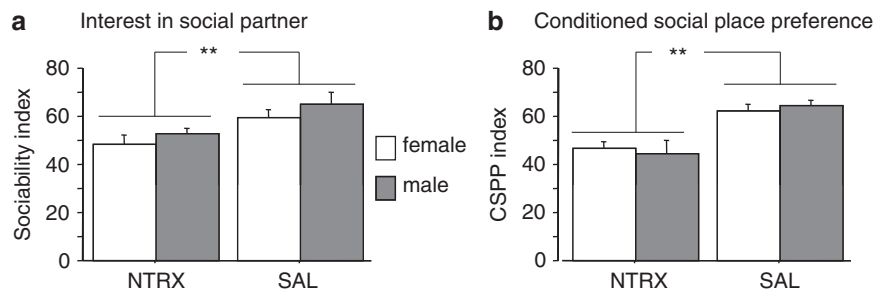 a Interest in social partner
**
80
60
40
20
0
Sociability index
NTRX SAL
female
male
b Conditioned social place preference
**
80
60
40
20
0
CSPP index
NTRX SAL